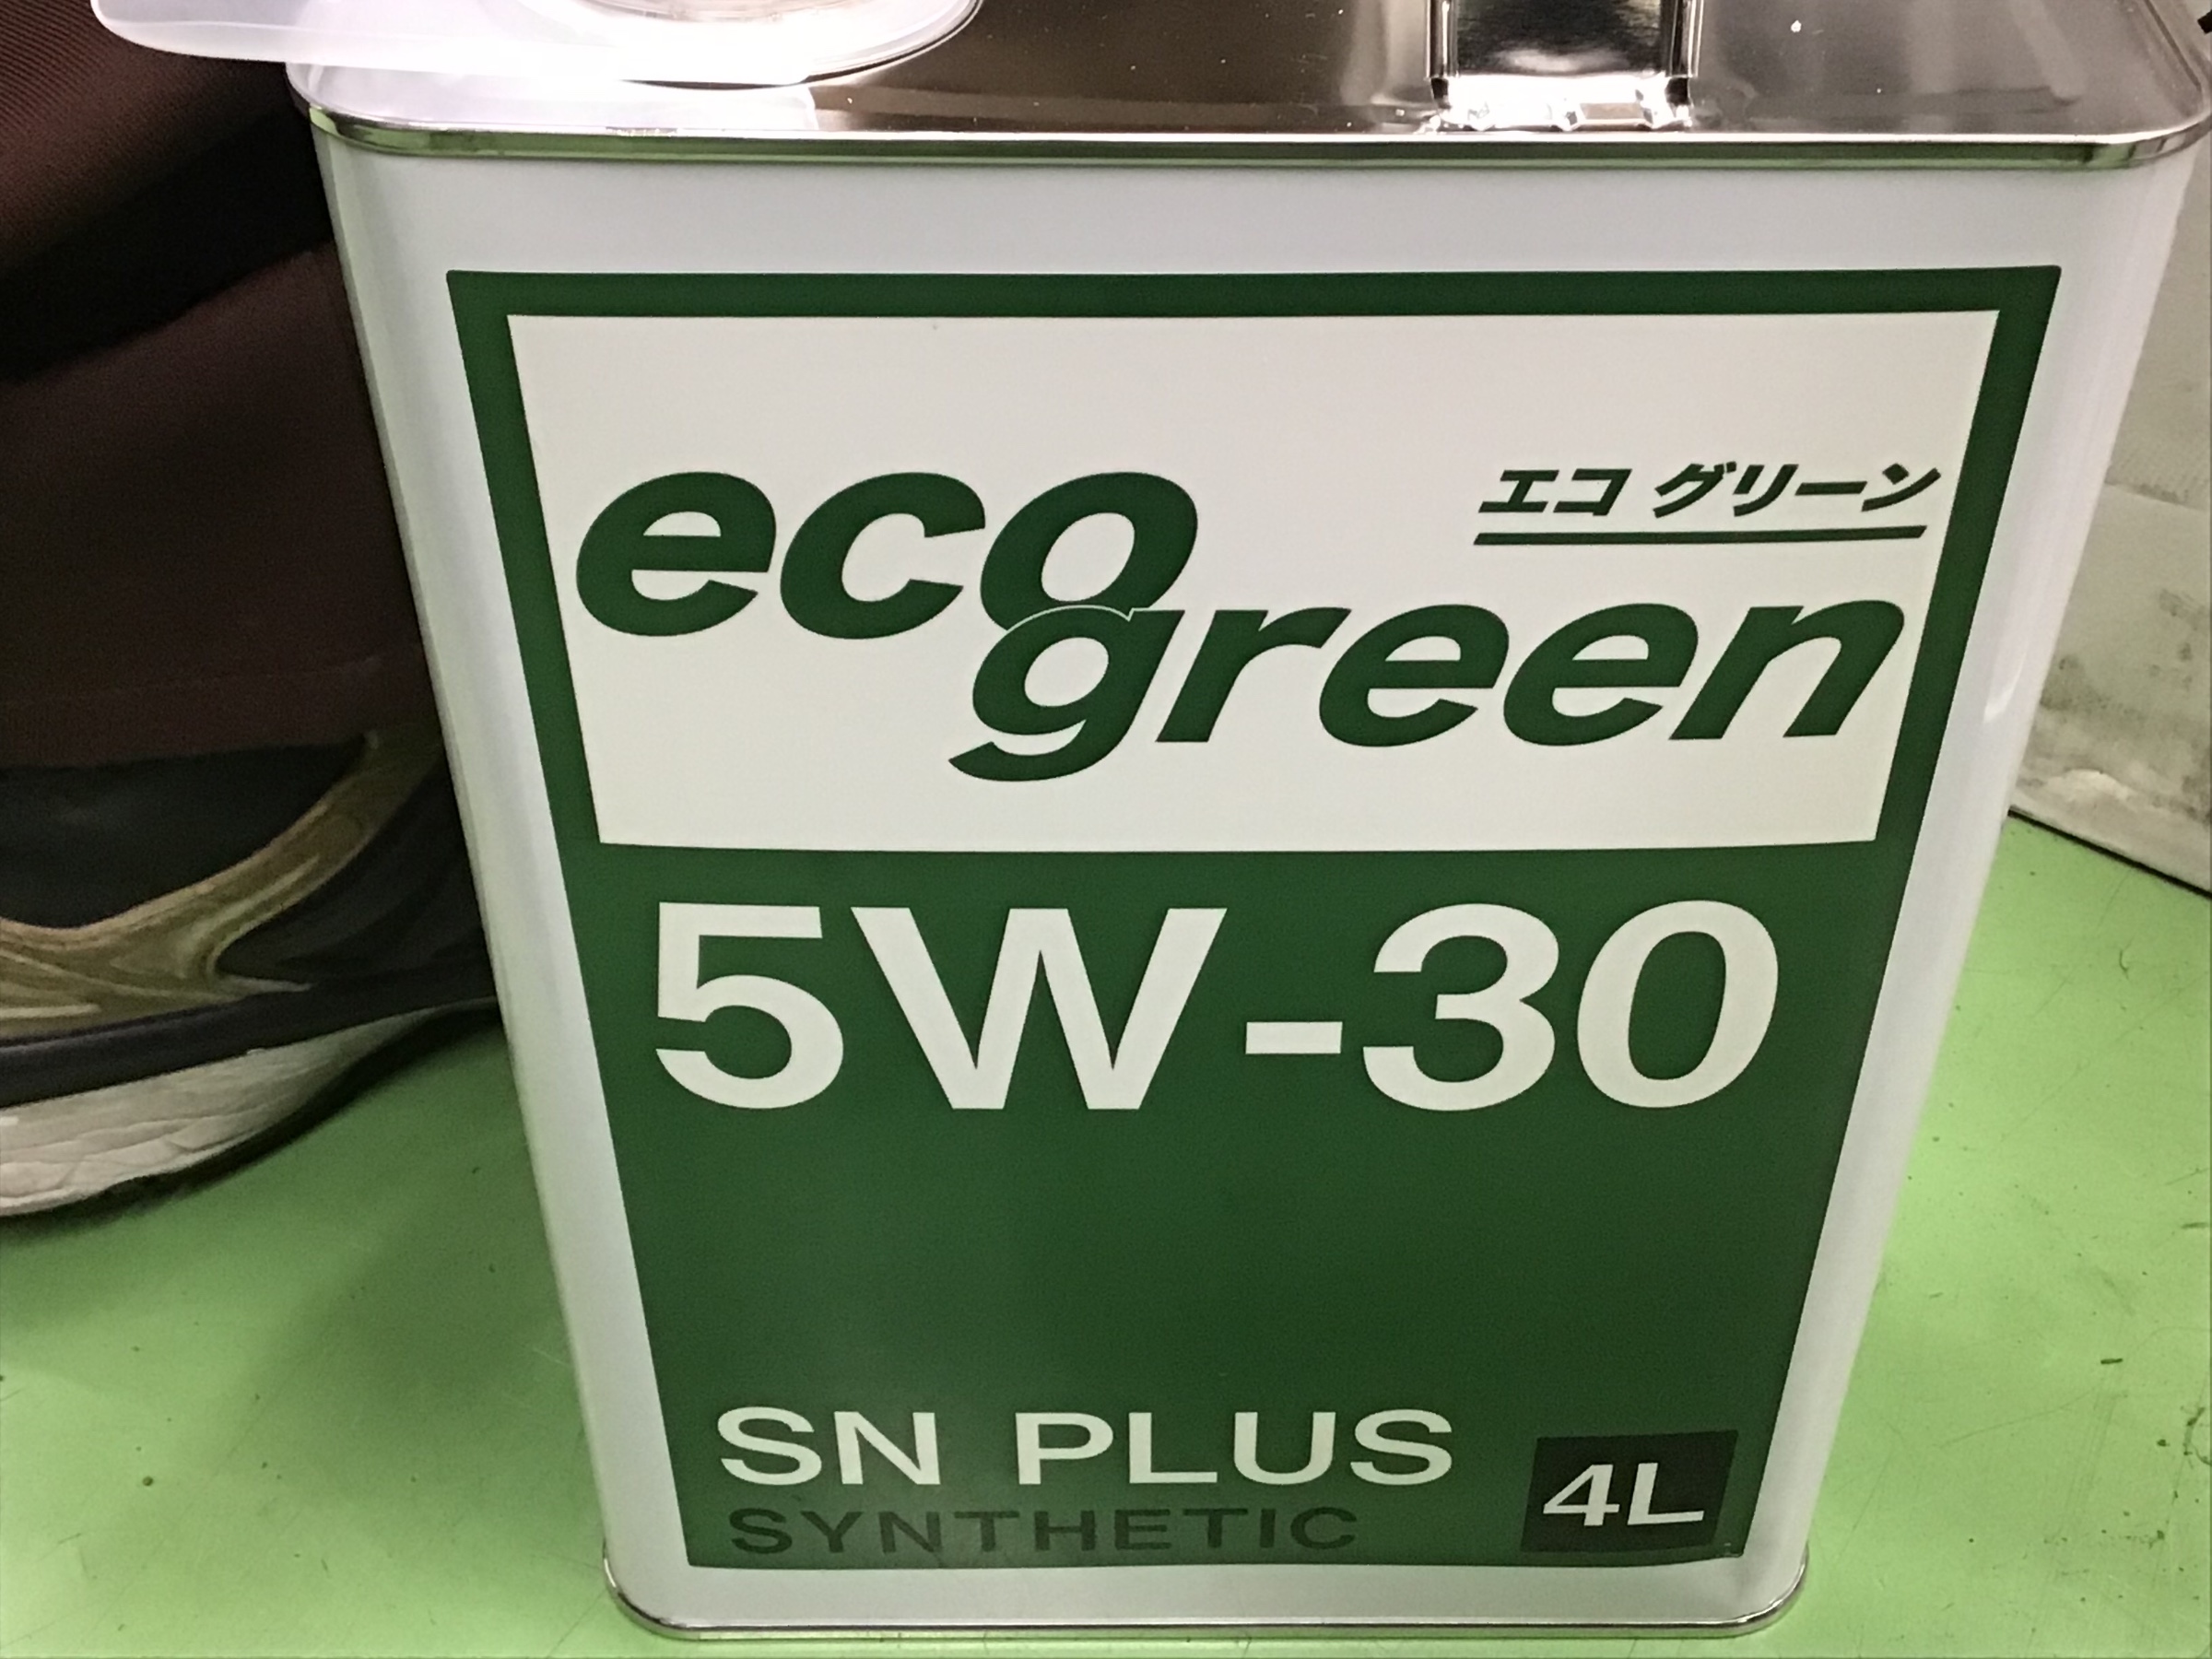 エコ グリーン
eco
green
5W-30
SN PLUS
SYNTHETIC
4L